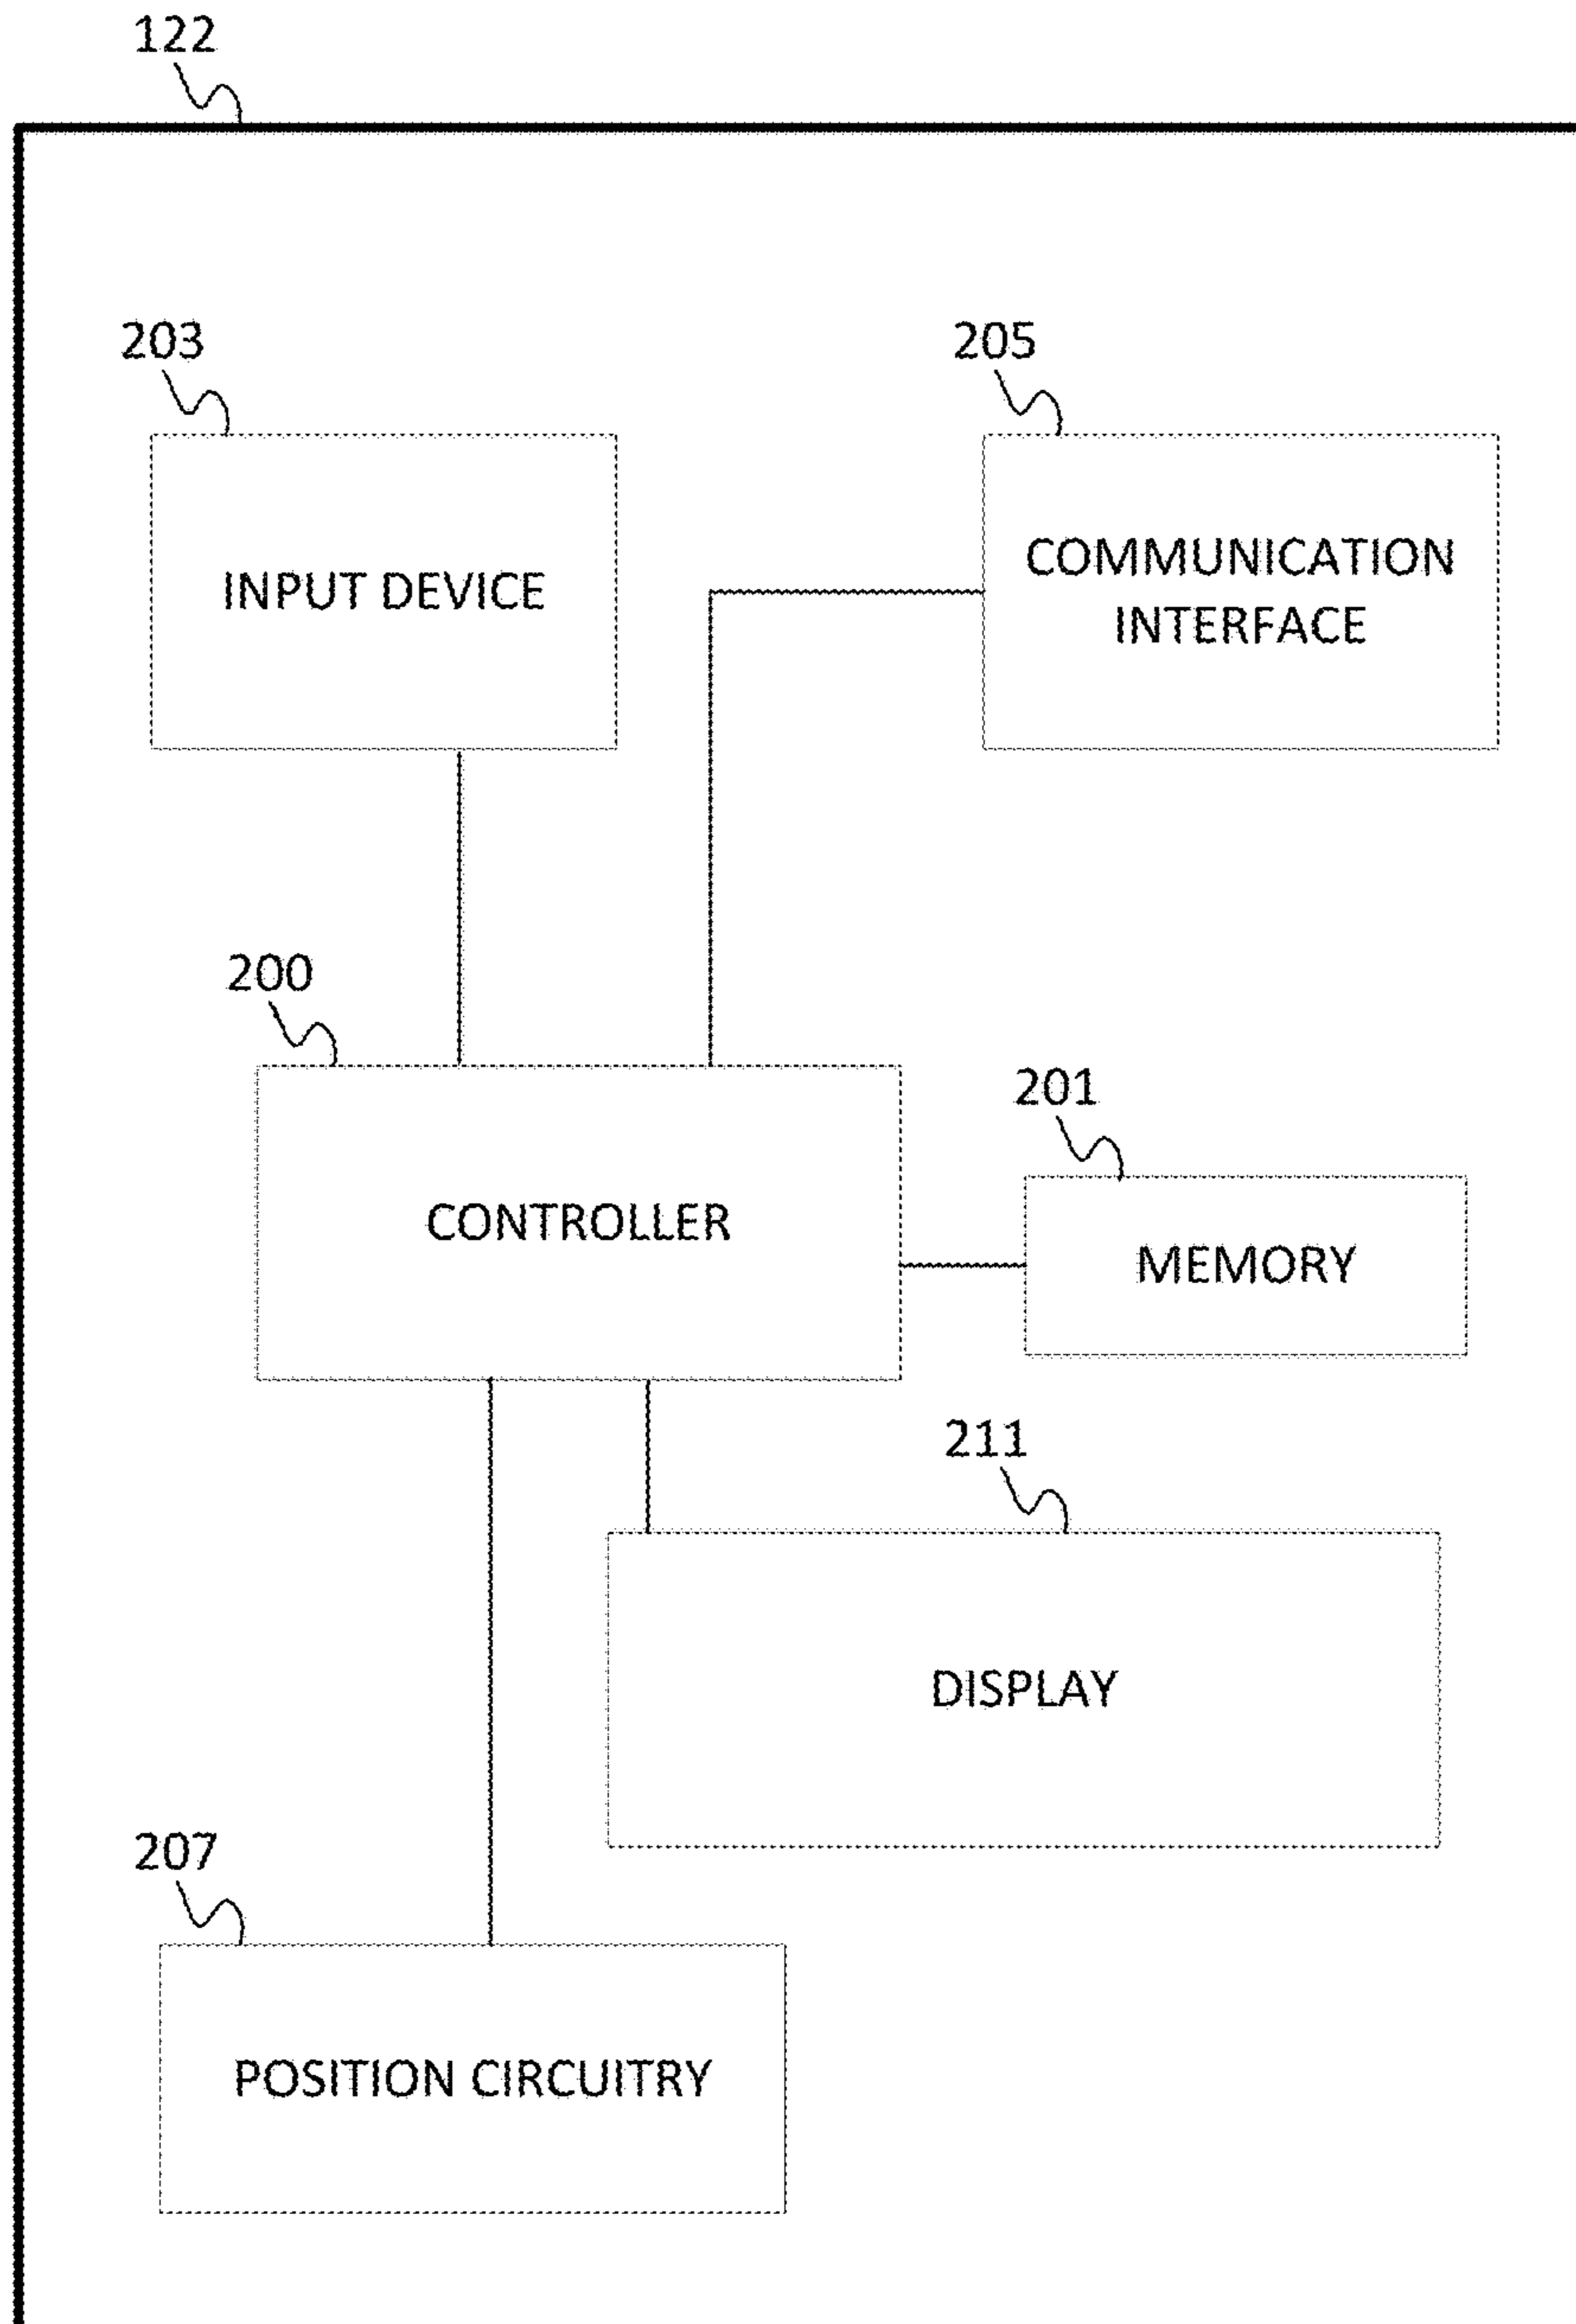 122
203
205
INPUT DEVICE
COMMUNICATION
INTERFACE
200
201
CONTROLLER
MEMORY
211
DISPLAY
207
POSITION CIRCUITRY